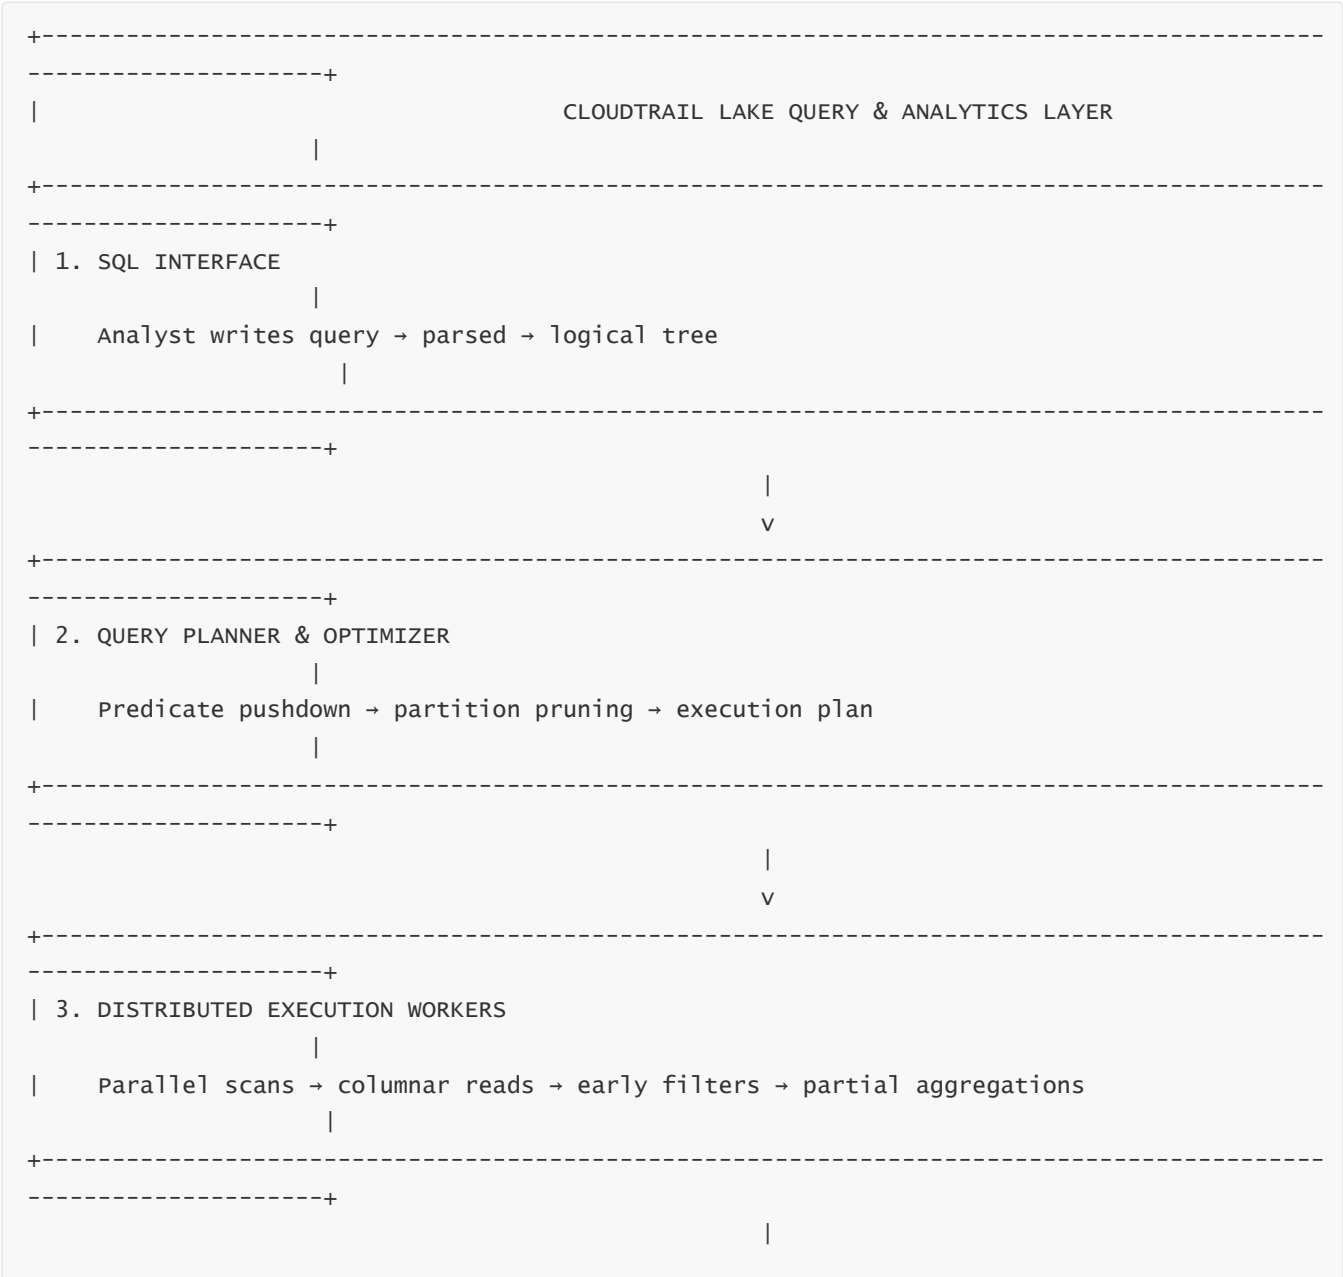 +-------------------------------------------------------------------------------------------
---------------------+
|                                     CLOUDTRAIL LAKE QUERY & ANALYTICS LAYER
                    |
+-------------------------------------------------------------------------------------------
---------------------+
| 1. SQL INTERFACE
                    |
|    Analyst writes query → parsed → logical tree
                      |
+-------------------------------------------------------------------------------------------
---------------------+
                                                    |
                                                    v
+-------------------------------------------------------------------------------------------
---------------------+
| 2. QUERY PLANNER & OPTIMIZER
                    |
|    Predicate pushdown → partition pruning → execution plan
                    |
+-------------------------------------------------------------------------------------------
---------------------+
                                                    |
                                                    v
+-------------------------------------------------------------------------------------------
---------------------+
| 3. DISTRIBUTED EXECUTION WORKERS
                    |
|    Parallel scans → columnar reads → early filters → partial aggregations
                     |
+-------------------------------------------------------------------------------------------
---------------------+
                                                    |